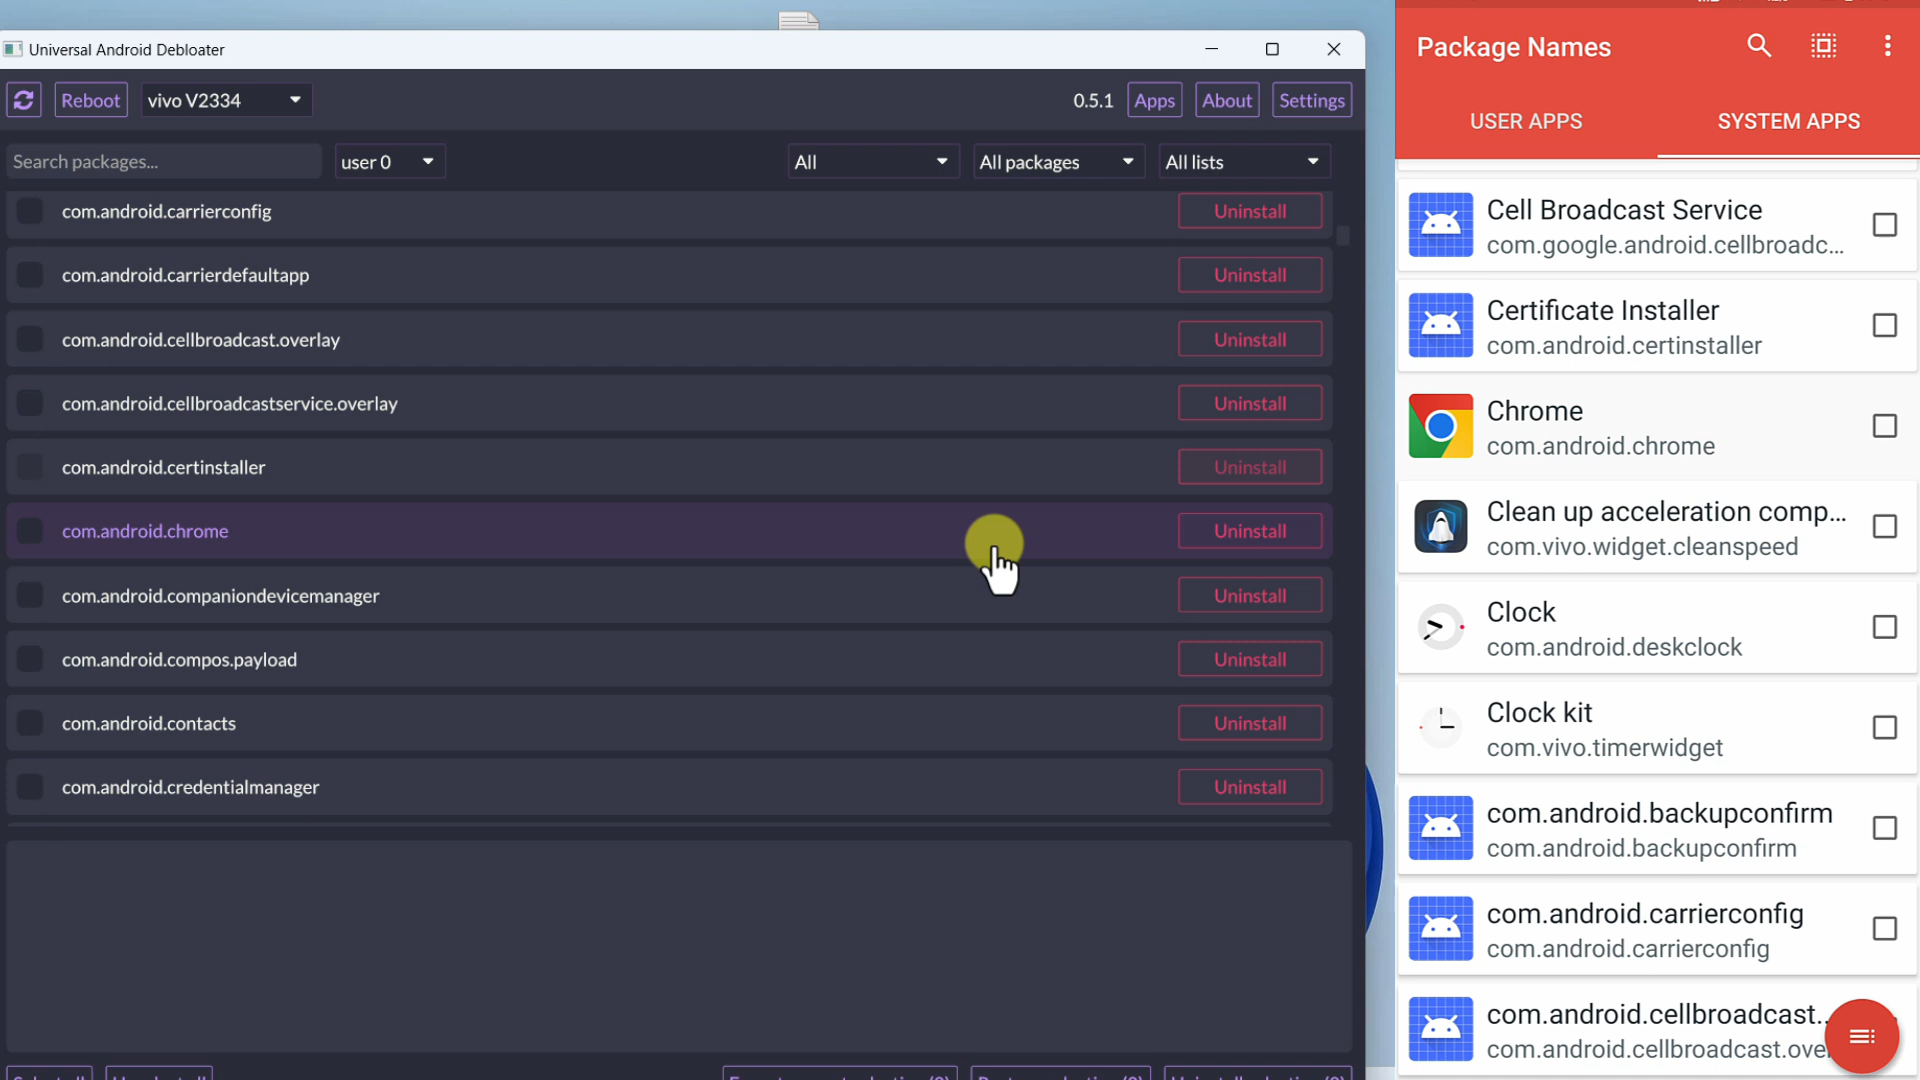 Universal Android Debloater
Reboot
vivo V2334
0.5.1
Apps
About
Settings
Search packages...
user 0
All
All packages
All lists
com.android.carrierconfig
Uninstall
com.android.carrierdefaultapp
Uninstall
com.android.cellbroadcast.overlay
Uninstall
com.android.cellbroadcastservice.overlay
Uninstall
com.android.certinstaller
Uninstall
com.android.chrome
Uninstall
com.android.companiondevicemanager
Uninstall
com.android.compos.payload
Uninstall
com.android.contacts
Uninstall
com.android.credentialmanager
Uninstall
Package Names
USER APPS
SYSTEM APPS
Cell Broadcast Service
com.google.android.cellbroadc...
Certificate Installer
com.android.certinstaller
Chrome
com.android.chrome
Clean up acceleration comp...
com.vivo.widget.cleanspeed
Clock
com.android.deskclock
Clock kit
com.vivo.timerwidget
com.android.backupconfirm
com.android.backupconfirm
com.android.carrierconfig
com.android.carrierconfig
com.android.cellbroadcast..
com.android.cellbroadcast.ove